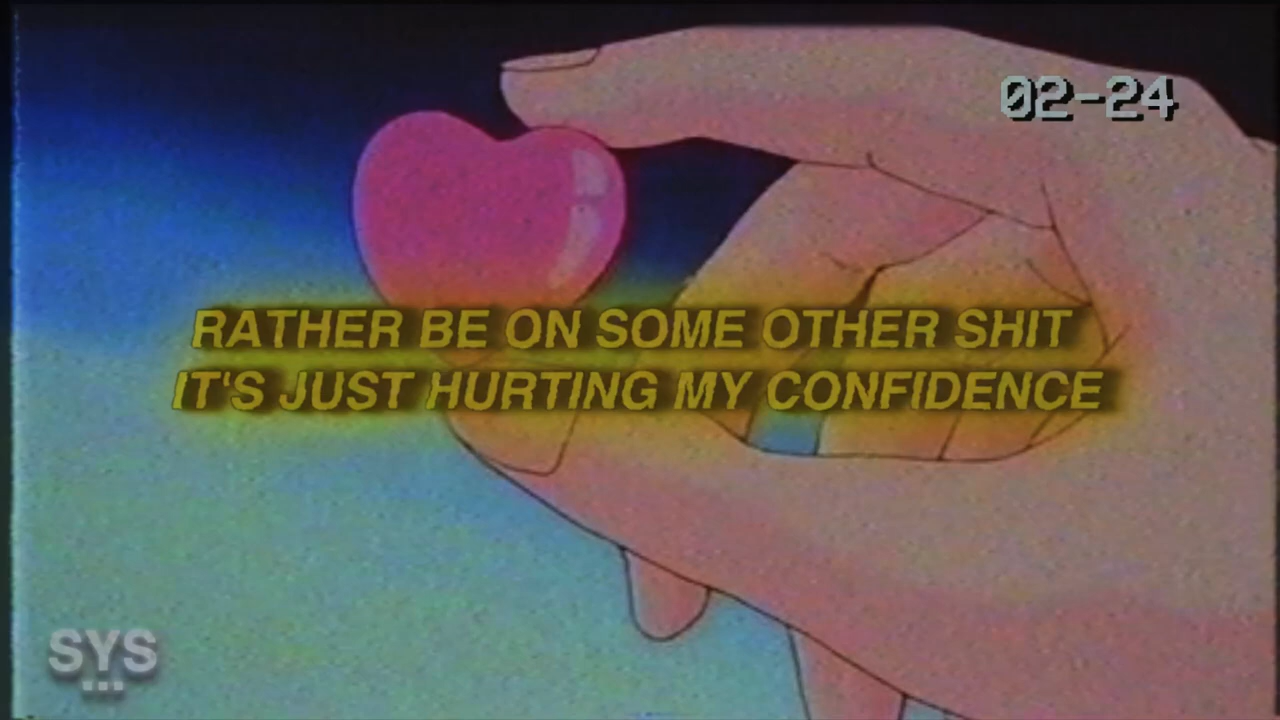 02-24
RATHER BE ON SOME OTHER SHIT
IT'S JUST HURTING MY CONFIDENCE
SYS
...